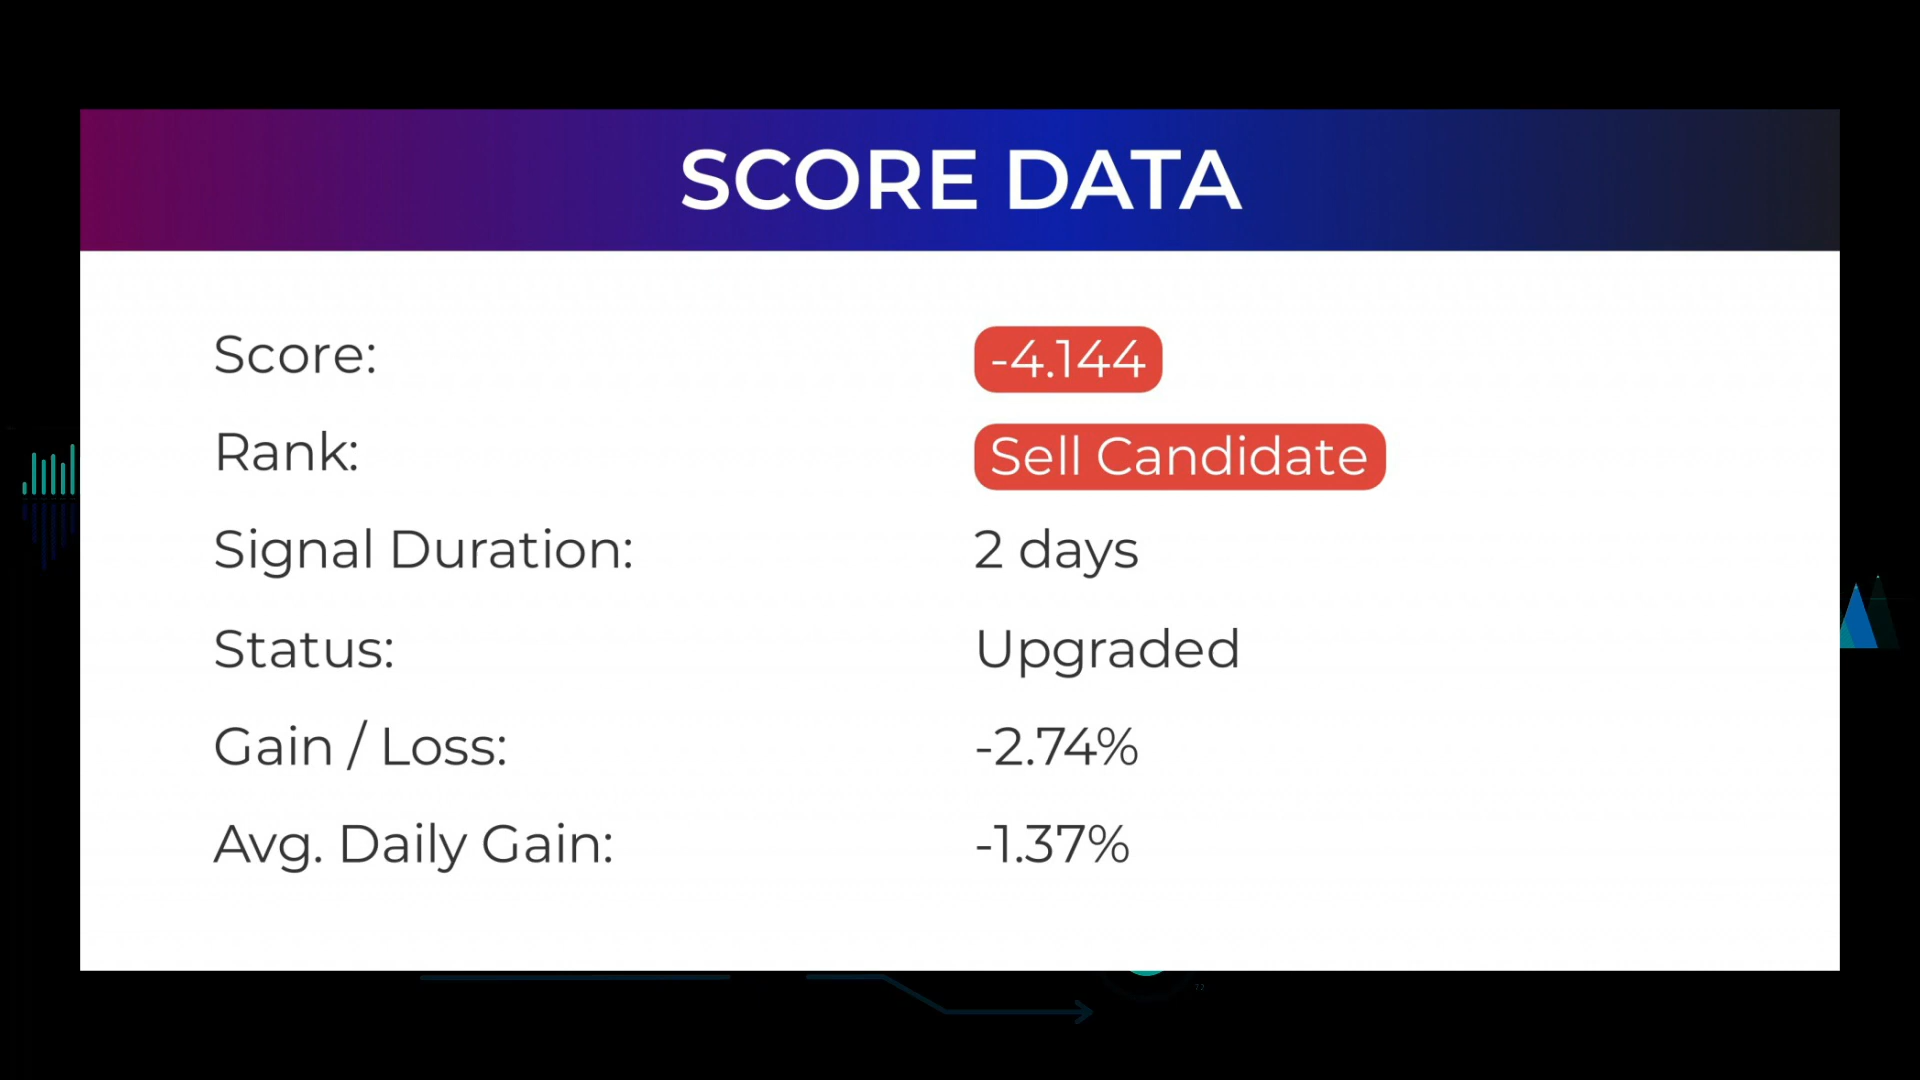 SCORE DATA
Score: -4.144
Rank: Sell Candidate
Signal Duration: 2 days
Status: Upgraded
Gain / Loss: -2.74%
Avg. Daily Gain: -1.37%